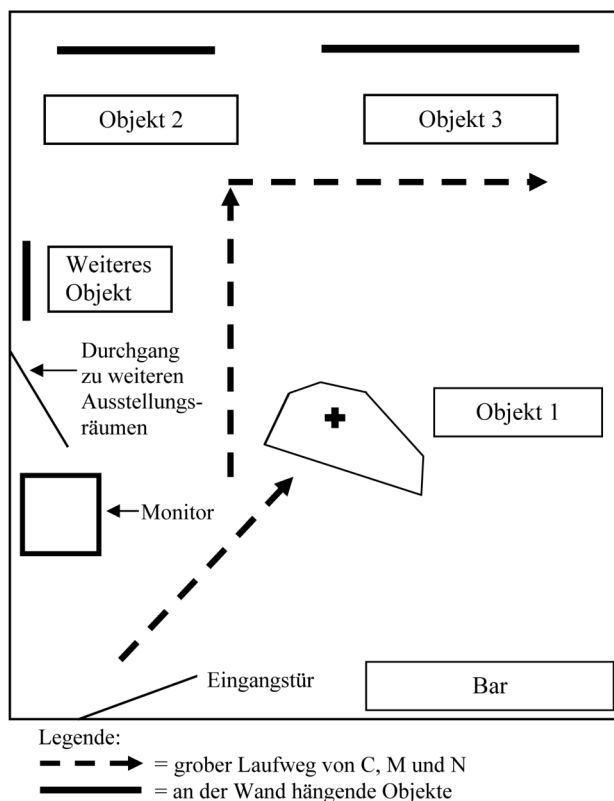 Objekt 2
Objekt 3
Weiteres
Objekt
Durchgang
zu weiteren
Ausstellungs-
räumen
Objekt 1
Monitor
Eingangstür
Bar
Legende:
= grober Laufweg von C, M und N
= an der Wand hängende Objekte